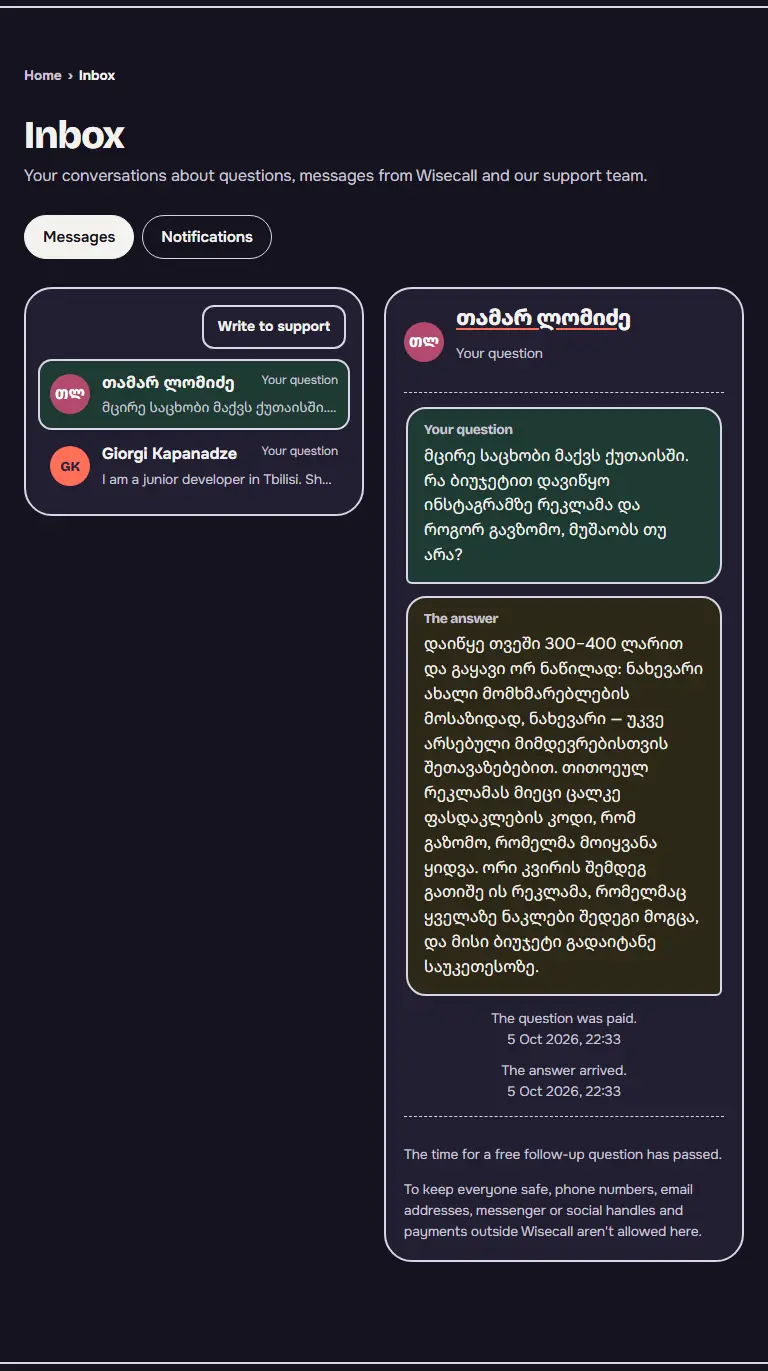 Home › Inbox
Inbox
Your conversations about questions, messages from Wisecall and our support team.
Messages
Notifications
Write to support
თლ
თამარ ლომიძე
Your question
მცირე საცხობი მაქვს ქუთაისში....
GK
Giorgi Kapanadze
Your question
I am a junior developer in Tbilisi. Sh...
თლ
თამარ ლომიძე
Your question
Your question
მცირე საცხობი მაქვს ქუთაისში.
რა ბიუჯეტით დავიწყო
ინსტაგრამზე რეკლამა და
როგორ გავზომო, მუშაობს თუ
არა?
The answer
დაიწყე თვეში 300–400 ლარით
და გაყავი ორ ნაწილად: ნახევარი
ახალი მომხმარებლების
მოსაზიდად, ნახევარი — უკვე
არსებული მიმდევრებისთვის
შეთავაზებებით. თითოეულ
რეკლამას მიეცი ცალკე
ფასდაკლების კოდი, რომ
გაზომო, რომელმა მოიყვანა
ყიდვა. ორი კვირის შემდეგ
გათიშე ის რეკლამა, რომელმაც
ყველაზე ნაკლები შედეგი მოგცა,
და მისი ბიუჯეტი გადაიტანე
საუკეთესოზე.
The question was paid.
5 Oct 2026, 22:33
The answer arrived.
5 Oct 2026, 22:33
The time for a free follow-up question has passed.
To keep everyone safe, phone numbers, email
addresses, messenger or social handles and
payments outside Wisecall aren't allowed here.